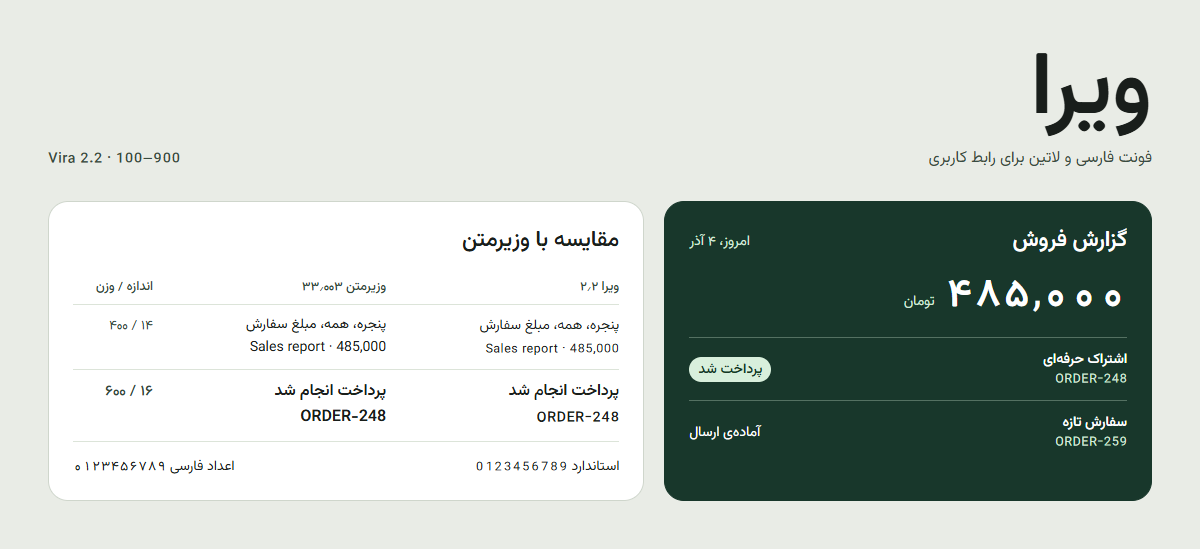 ویرا
فونت فارسی و لاتین برای رابط کاربری
Vira 2.2 · 100–900
گزارش فروش
امروز، ۴ آذر
۴۸۵,۰۰۰ تومان
اشتراک حرفه‌ای
ORDER-248
پرداخت شد
سفارش تازه
ORDER-259
آماده‌ی ارسال
مقایسه با وزیرمتن
ویرا ۲٫۲ وزیرمتن ۳۳٫۰۰۳ اندازه / وزن
پنجره، همه، مبلغ سفارش پنجره، همه، مبلغ سفارش ۱۴ / ۴۰۰
Sales report · 485,000 Sales report · 485,000
پرداخت انجام شد پرداخت انجام شد ۱۶ / ۶۰۰
ORDER-248 ORDER-248
استاندارد 0123456789 اعداد فارسی ۰۱۲۳۴۵۶۷۸۹